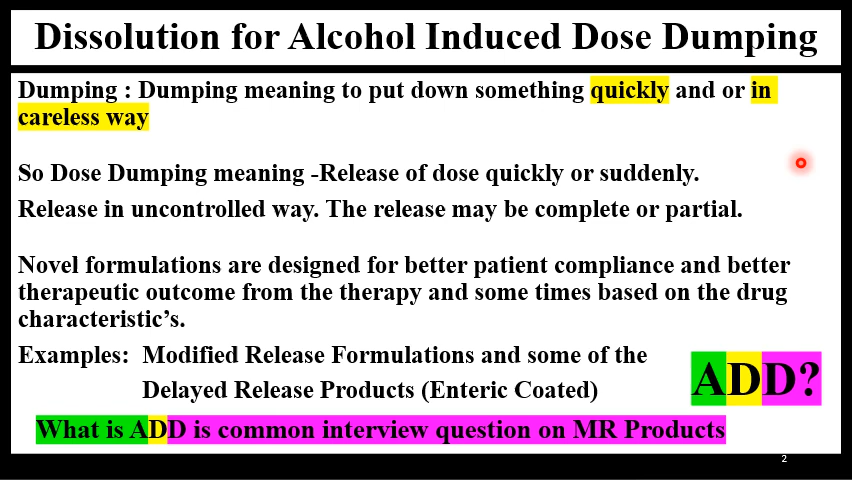 Dissolution for Alcohol Induced Dose Dumping
Dumping : Dumping meaning to put down something quickly and or in
careless way
So Dose Dumping meaning -Release of dose quickly or suddenly.
Release in uncontrolled way. The release may be complete or partial.
Novel formulations are designed for better patient compliance and better
therapeutic outcome from the therapy and some times based on the drug
characteristic’s.
Examples: Modified Release Formulations and some of the
Delayed Release Products (Enteric Coated)
ADD?
What is ADD is common interview question on MR Products
2